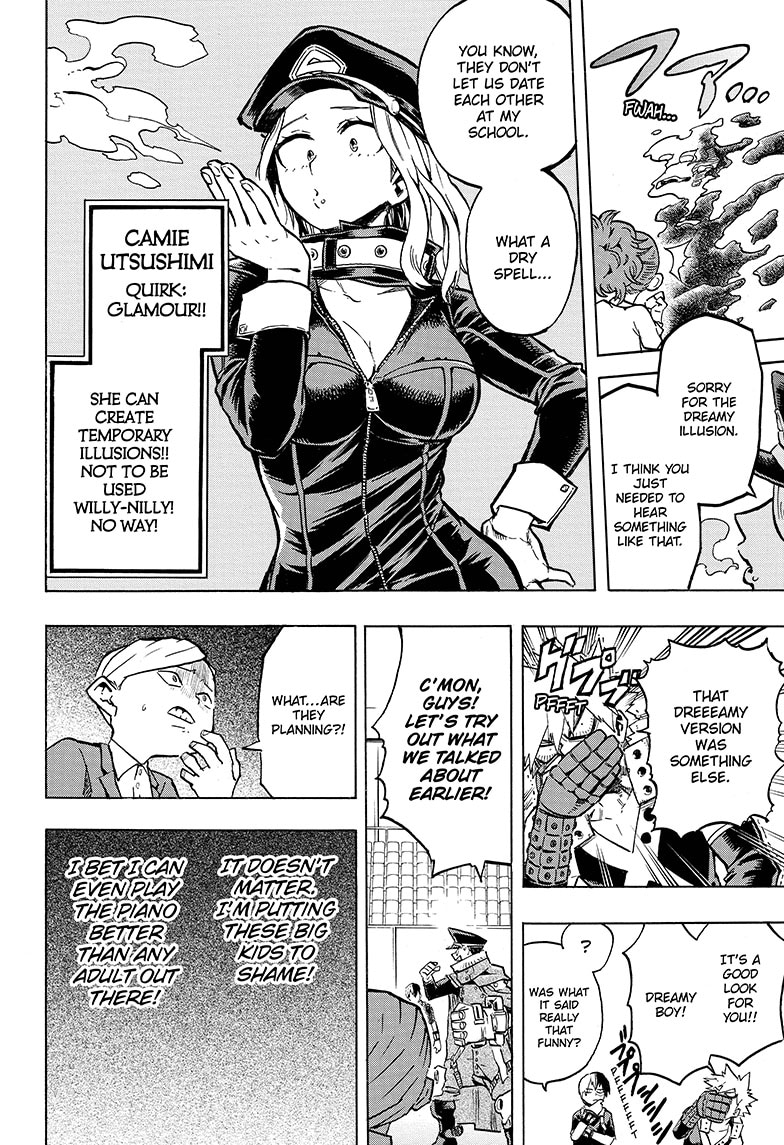 ファ...
FWAH...
SORRY
FOR THE
DREAMY
ILLUSION.
I THINK YOU
JUST
NEEDED TO
HEAR
SOMETHING
LIKE THAT.
YOU KNOW,
THEY DON'T
LET US DATE
EACH OTHER
AT MY
SCHOOL.
WHAT A
DRY
SPELL...
CAMIE
UTSUSHIMI
QUIRK:
GLAMOUR!!
SHE CAN
CREATE
TEMPORARY
ILLUSIONS!!
NOT TO BE
USED
WILLY-NILLY!
NO WAY!
THAT
DREEEAMY
VERSION
WAS
SOMETHING
ELSE.
PFFFT
IT'S A
GOOD
LOOK
FOR
YOU!!
DREAMY
BOY!
?
WAS WHAT
IT SAID
REALLY
THAT
FUNNY?
C'MON,
GUYS!
LET'S TRY
OUT WHAT
WE TALKED
ABOUT
EARLIER!
WHAT...ARE
THEY
PLANNING?!
IT DOESN'T
MATTER.
I'M PUTTING
THESE BIG
KIDS TO
SHAME!
I BET I CAN
EVEN PLAY
THE PIANO
BETTER
THAN ANY
ADULT OUT
THERE!